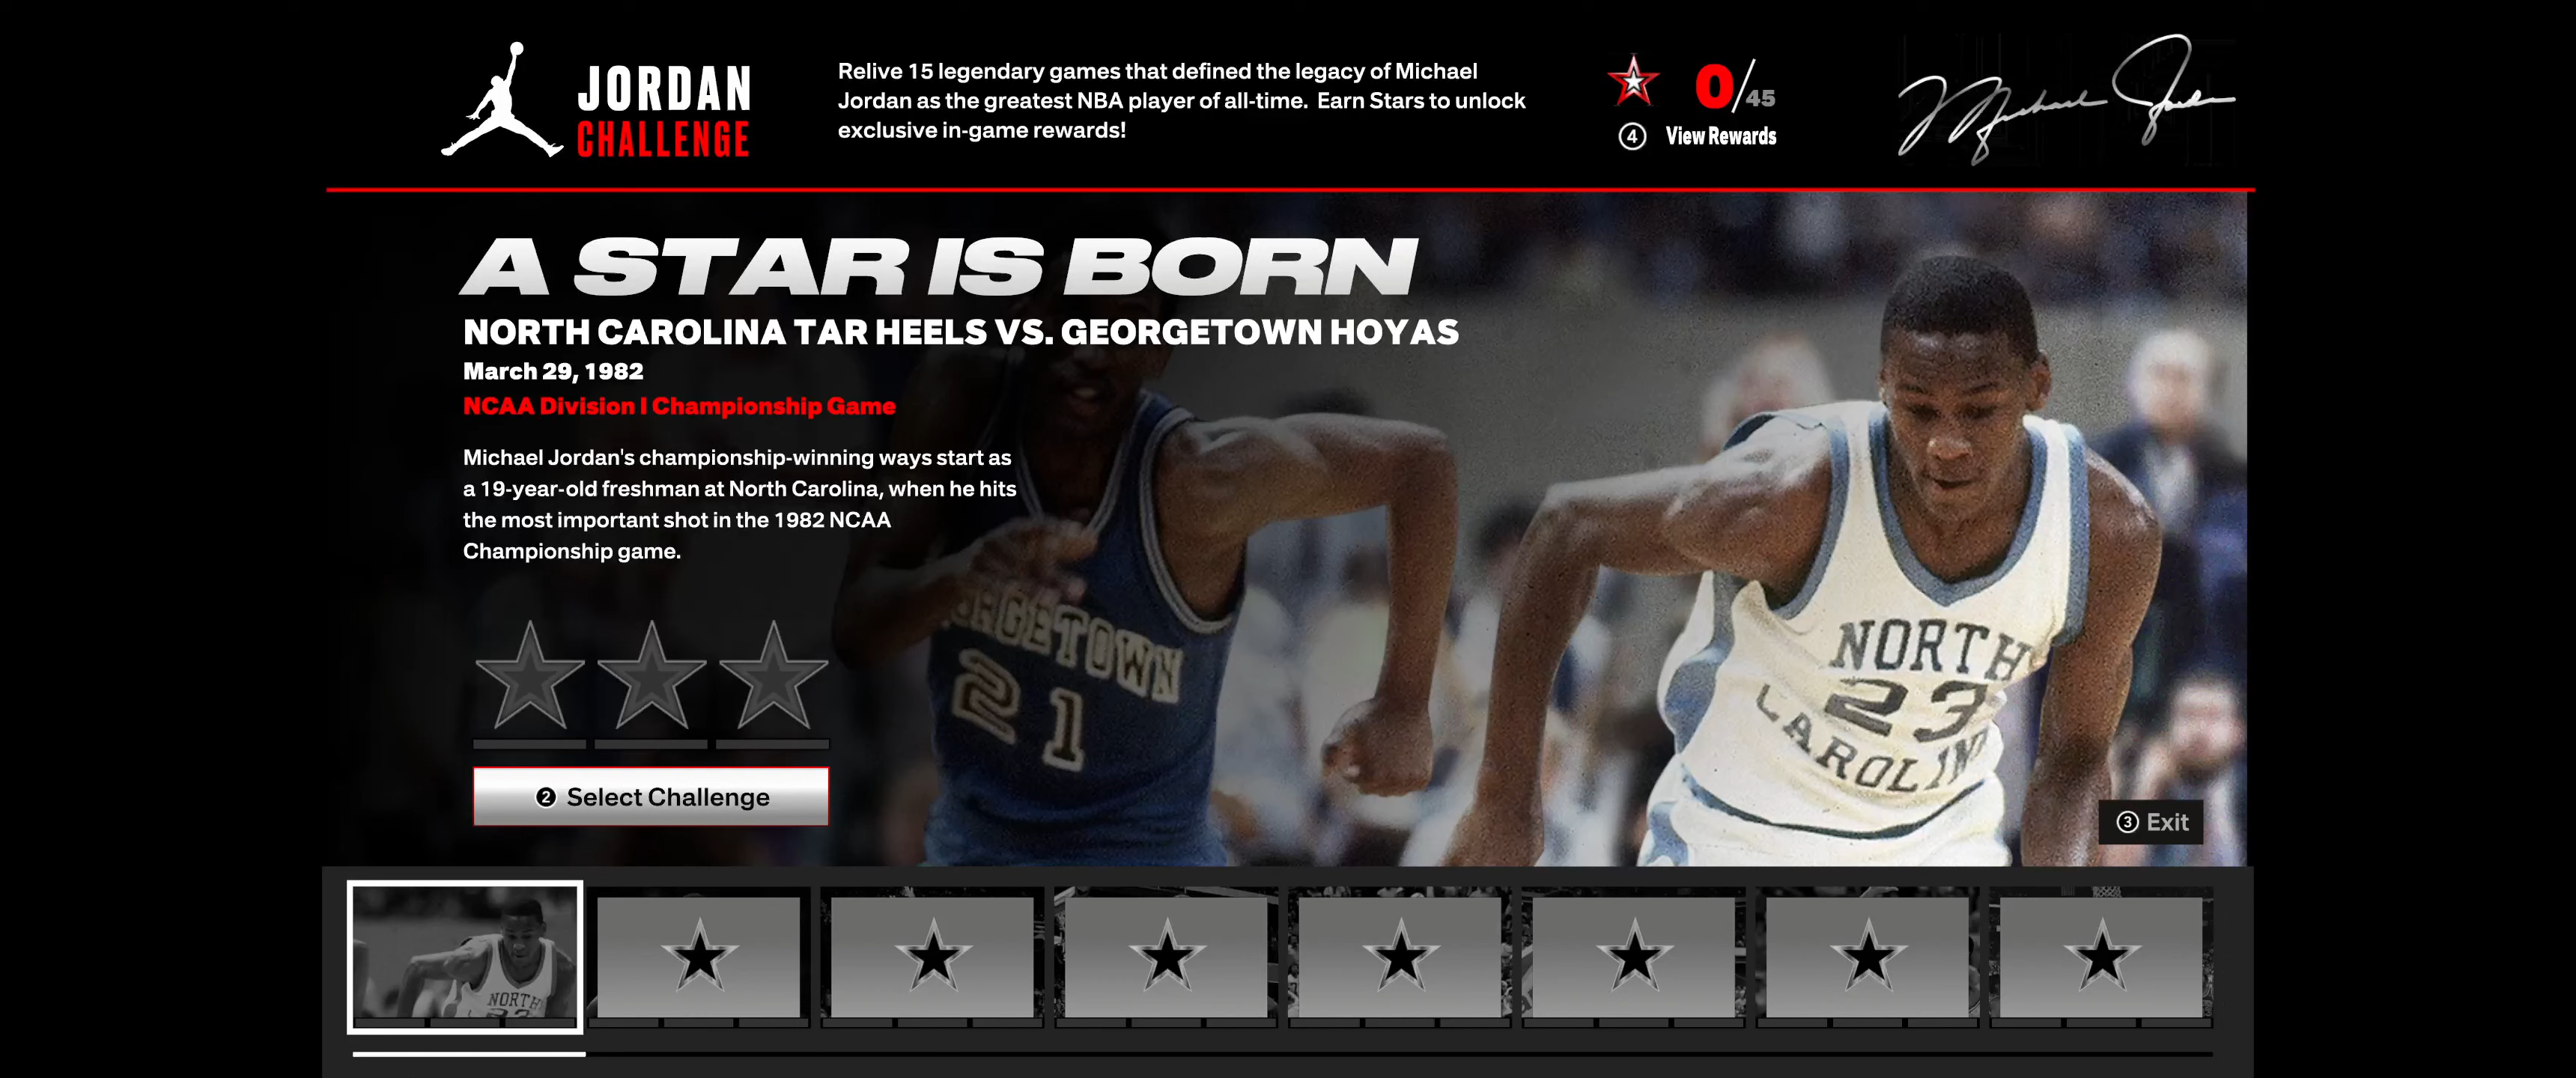 JORDAN
CHALLENGE
Relive 15 legendary games that defined the legacy of Michael
Jordan as the greatest NBA player of all-time. Earn Stars to unlock
exclusive in-game rewards!
0/45
4 View Rewards
Michael Jordan
A STAR IS BORN
NORTH CAROLINA TAR HEELS VS. GEORGETOWN HOYAS
March 29, 1982
NCAA Division I Championship Game
Michael Jordan's championship-winning ways start as
a 19-year-old freshman at North Carolina, when he hits
the most important shot in the 1982 NCAA
Championship game.
21
NORTH
23
2 Select Challenge
3 Exit
NORTH
23